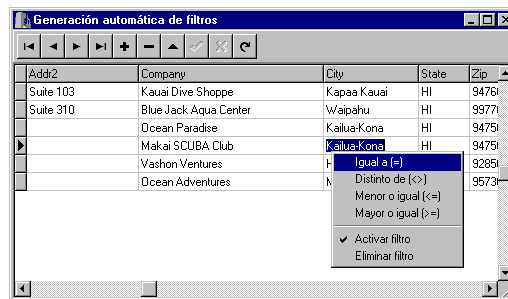 Generación automática de filtros
Addr2 Company City State Zip
Suite 103 Kauai Dive Shoppe Kapaa Kauai HI 9476
Suite 310 Blue Jack Aqua Center Waipahu HI 9977
Ocean Paradise Kailua-Kona HI 9475
Makai SCUBA Club Kailua-Kona HI 9475
Vashon Ventures 9285
Ocean Adventures 9573
Igual a (=)
Distinto de (<>)
Menor o igual (<=)
Mayor o igual (>=)
Activar filtro
Eliminar filtro